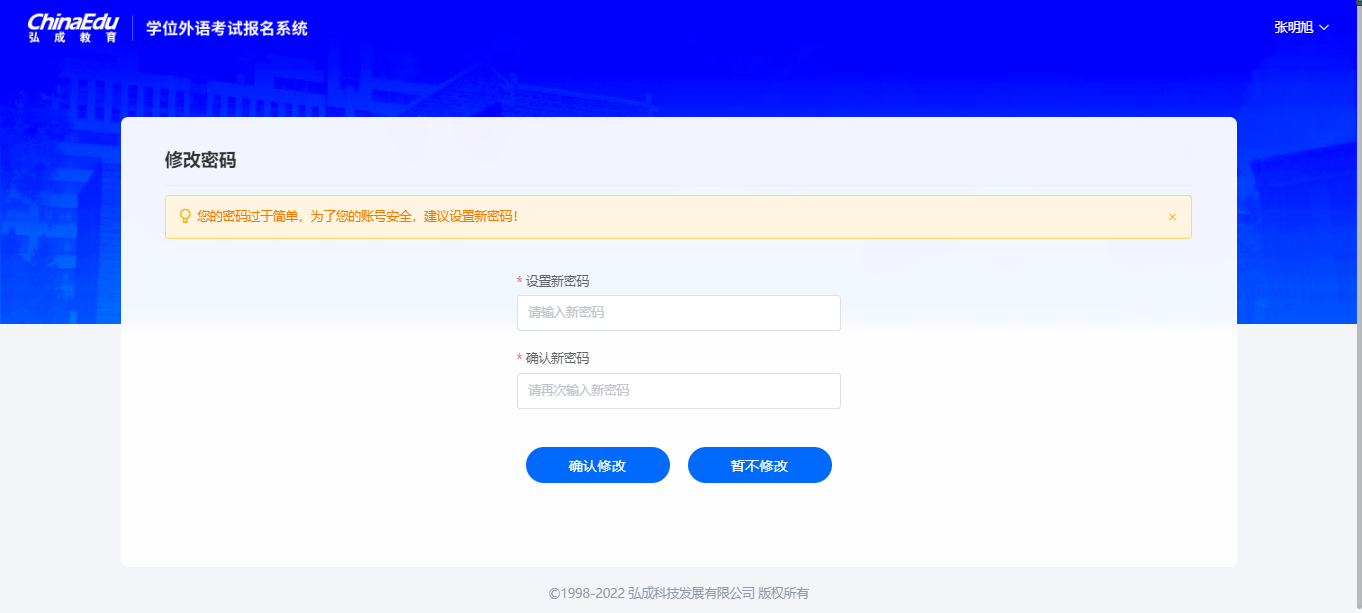 ChinaEdu
弘成教育
学位外语考试报名系统
张明旭
修改密码
您的密码过于简单，为了您的账号安全，建议设置新密码！
* 设置新密码
请输入新密码
* 确认新密码
请再次输入新密码
确认修改
暂不修改
©1998-2022 弘成科技发展有限公司 版权所有